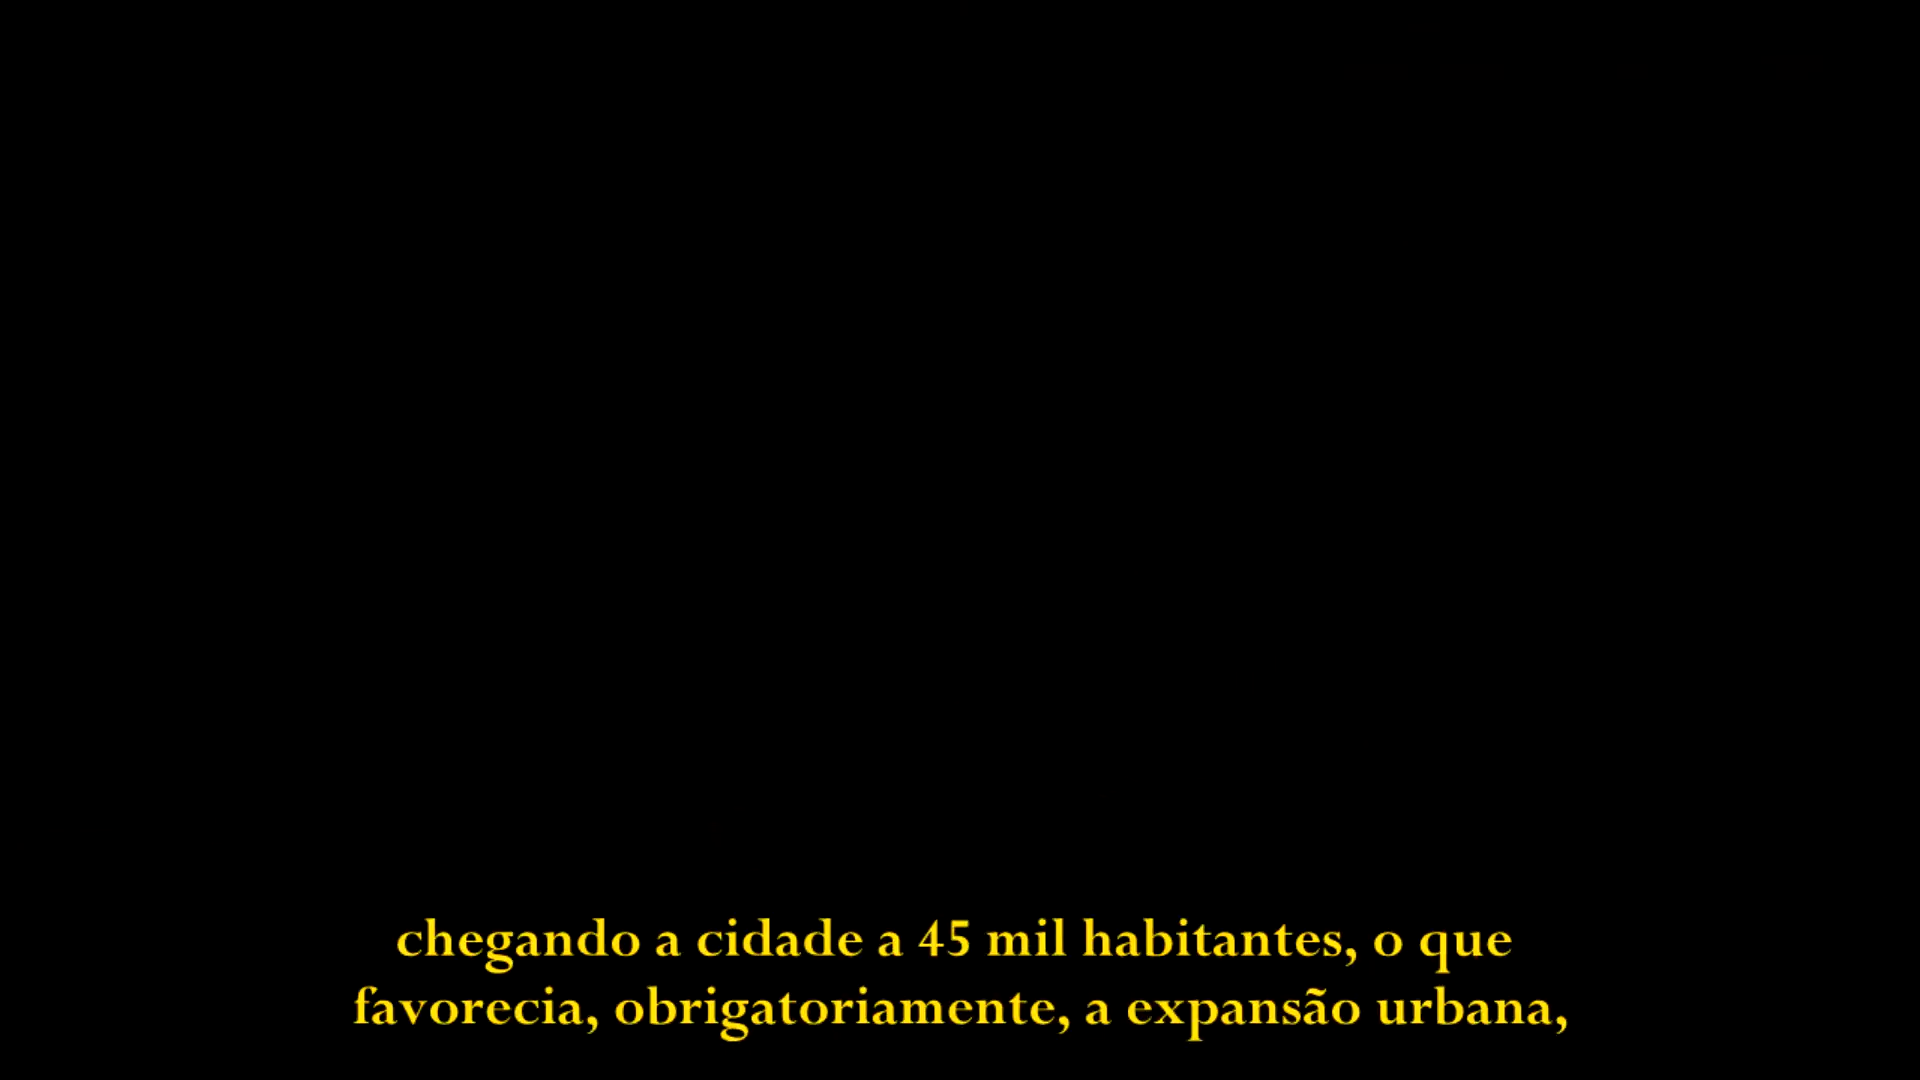 chegando a cidade a 45 mil habitantes, o que
favorecia, obrigatoriamente, a expansão urbana,